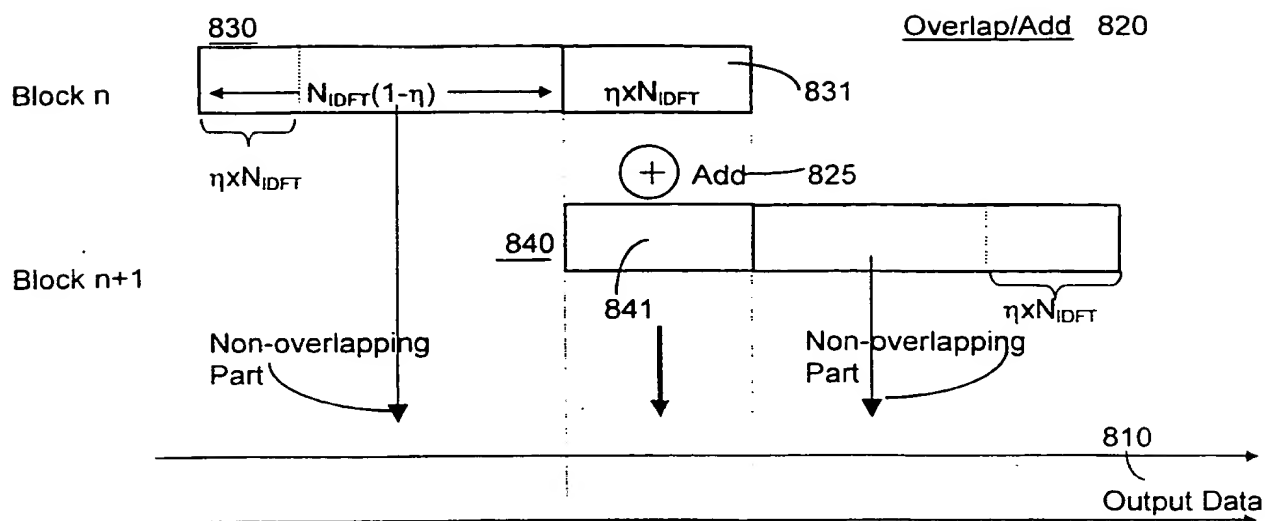 830
Overlap/Add 820
Block n
N_IDFT(1-η)
ηxN_IDFT
831
ηxN_IDFT
+ Add 825
840
Block n+1
841
ηxN_IDFT
Non-overlapping
Part
Non-overlapping
Part
810
Output Data